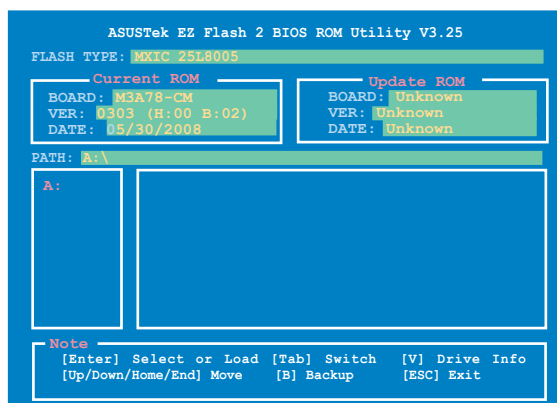 ASUSTek EZ Flash 2 BIOS ROM Utility V3.25
FLASH TYPE: MXIC 25L8005
Current ROM
BOARD: M3A78-CM
VER: 0303 (H:00 B:02)
DATE: 05/30/2008
Update ROM
BOARD: Unknown
VER: Unknown
DATE: Unknown
PATH: A:\
A:
Note
[Enter] Select or Load [Tab] Switch [V] Drive Info
[Up/Down/Home/End] Move [B] Backup [ESC] Exit